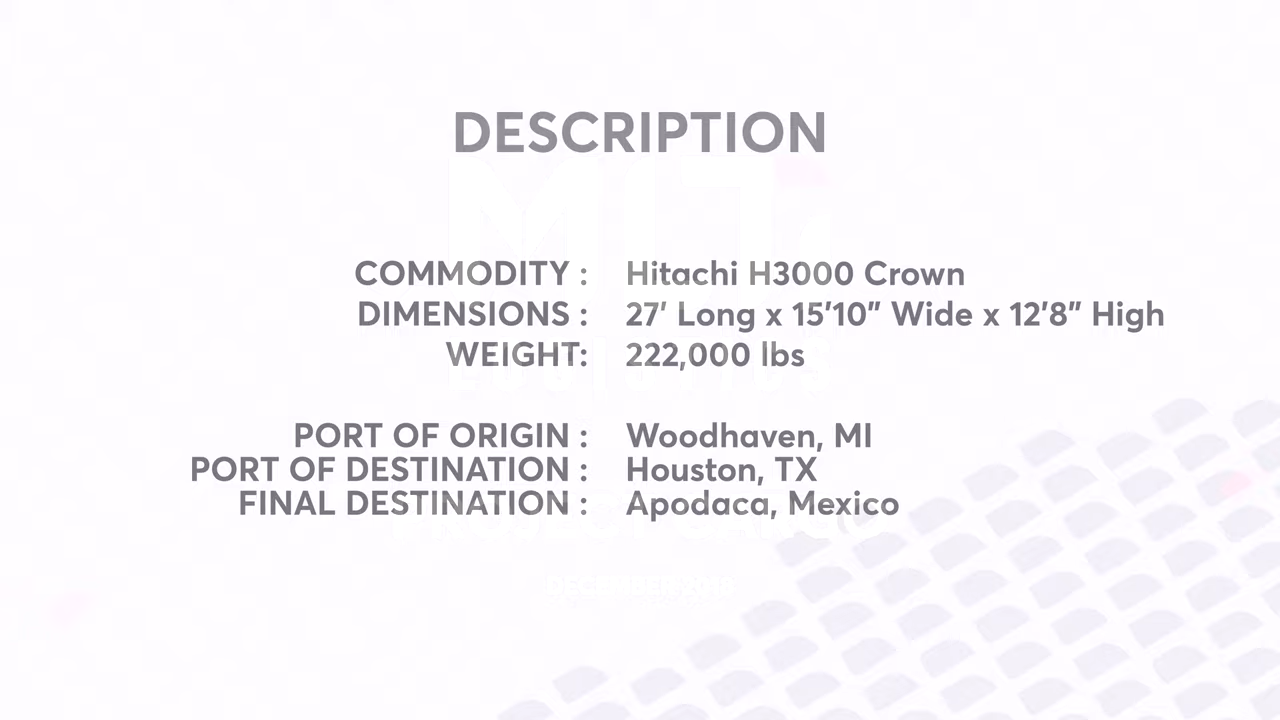 DESCRIPTION
COMMODITY : Hitachi H3000 Crown
DIMENSIONS : 27' Long x 15'10" Wide x 12'8" High
WEIGHT: 222,000 lbs
PORT OF ORIGIN : Woodhaven, MI
PORT OF DESTINATION : Houston, TX
FINAL DESTINATION : Apodaca, Mexico